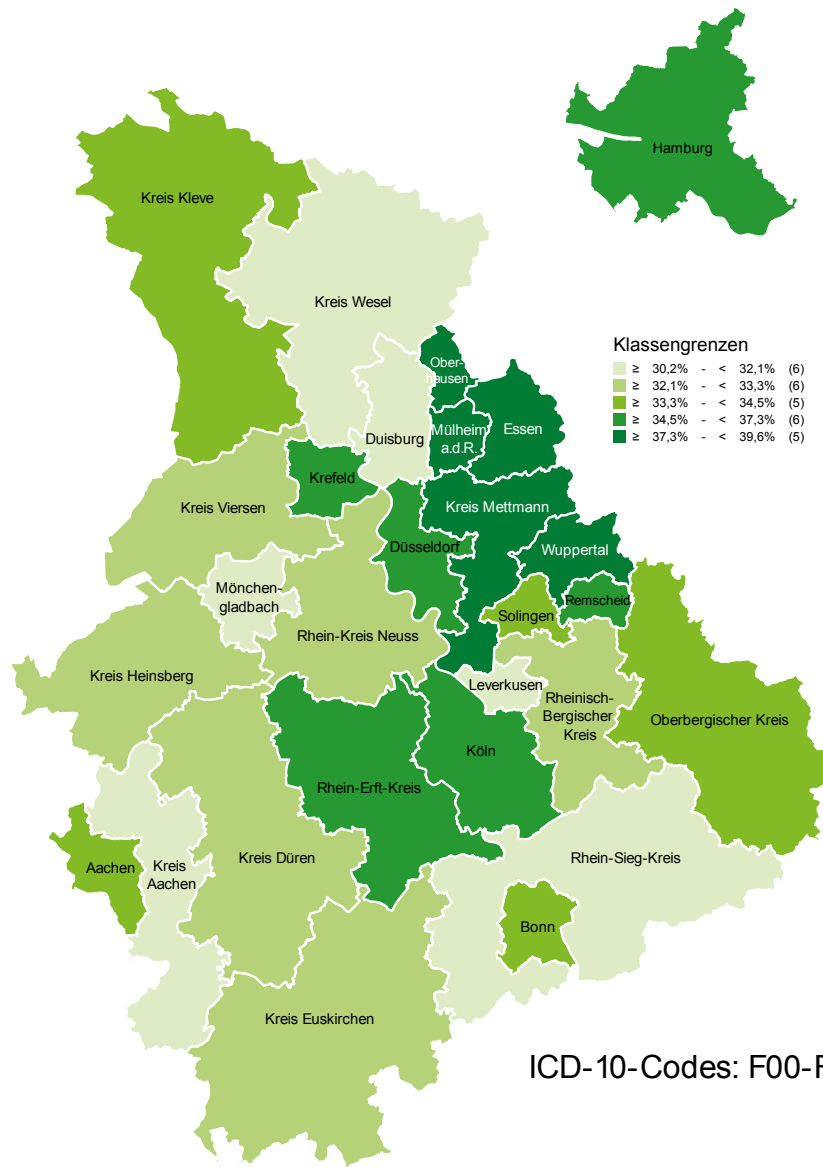 Hamburg
Kreis Kleve
Kreis Wesel
Klassengrenzen
≥ 30,2% - < 32,1% (6)
≥ 32,1% - < 33,3% (6)
≥ 33,3% - < 34,5% (5)
≥ 34,5% - < 37,3% (6)
≥ 37,3% - < 39,6% (5)
Ober-
hausen
Duisburg
Mülheim
a.d.R.
Essen
Krefeld
Kreis Viersen
Kreis Mettmann
Düsseldorf
Wuppertal
Mönchen-
gladbach
Remscheid
Solingen
Rhein-Kreis Neuss
Kreis Heinsberg
Leverkusen
Rheinisch-
Bergischer
Kreis
Oberbergischer Kreis
Köln
Rhein-Erft-Kreis
Aachen
Kreis
Aachen
Kreis Düren
Rhein-Sieg-Kreis
Bonn
Kreis Euskirchen
ICD-10-Codes: F00-F